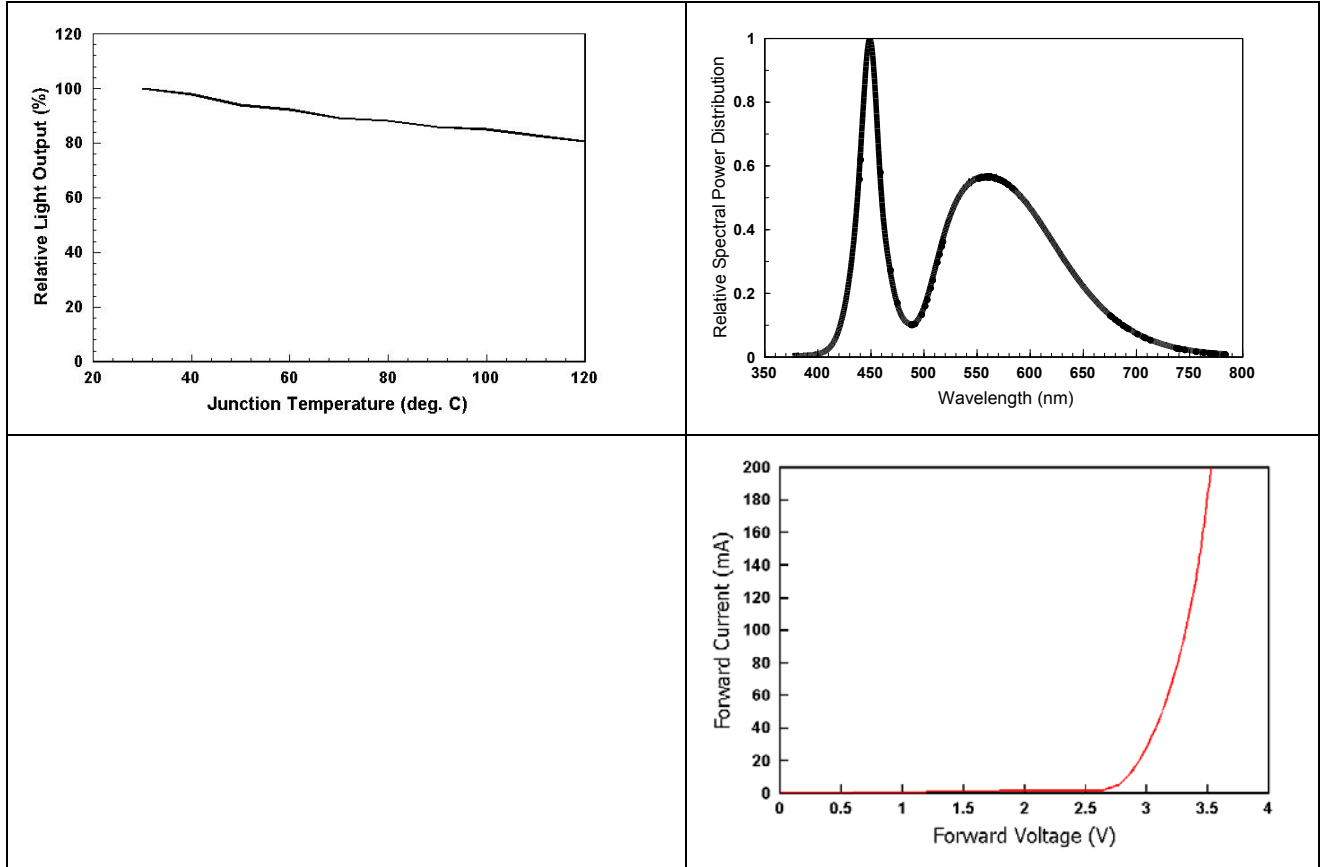 120
100
80
60
40
20
0
20 40 60 80 100 120
Relative Light Output (%)
Junction Temperature (deg. C)
1
0.8
0.6
0.4
0.2
0
350 400 450 500 550 600 650 700 750 800
Relative Spectral Power Distribution
Wavelength (nm)
200
180
160
140
120
100
80
60
40
20
0
0 0.5 1 1.5 2 2.5 3 3.5 4
Forward Current (mA)
Forward Voltage (V)